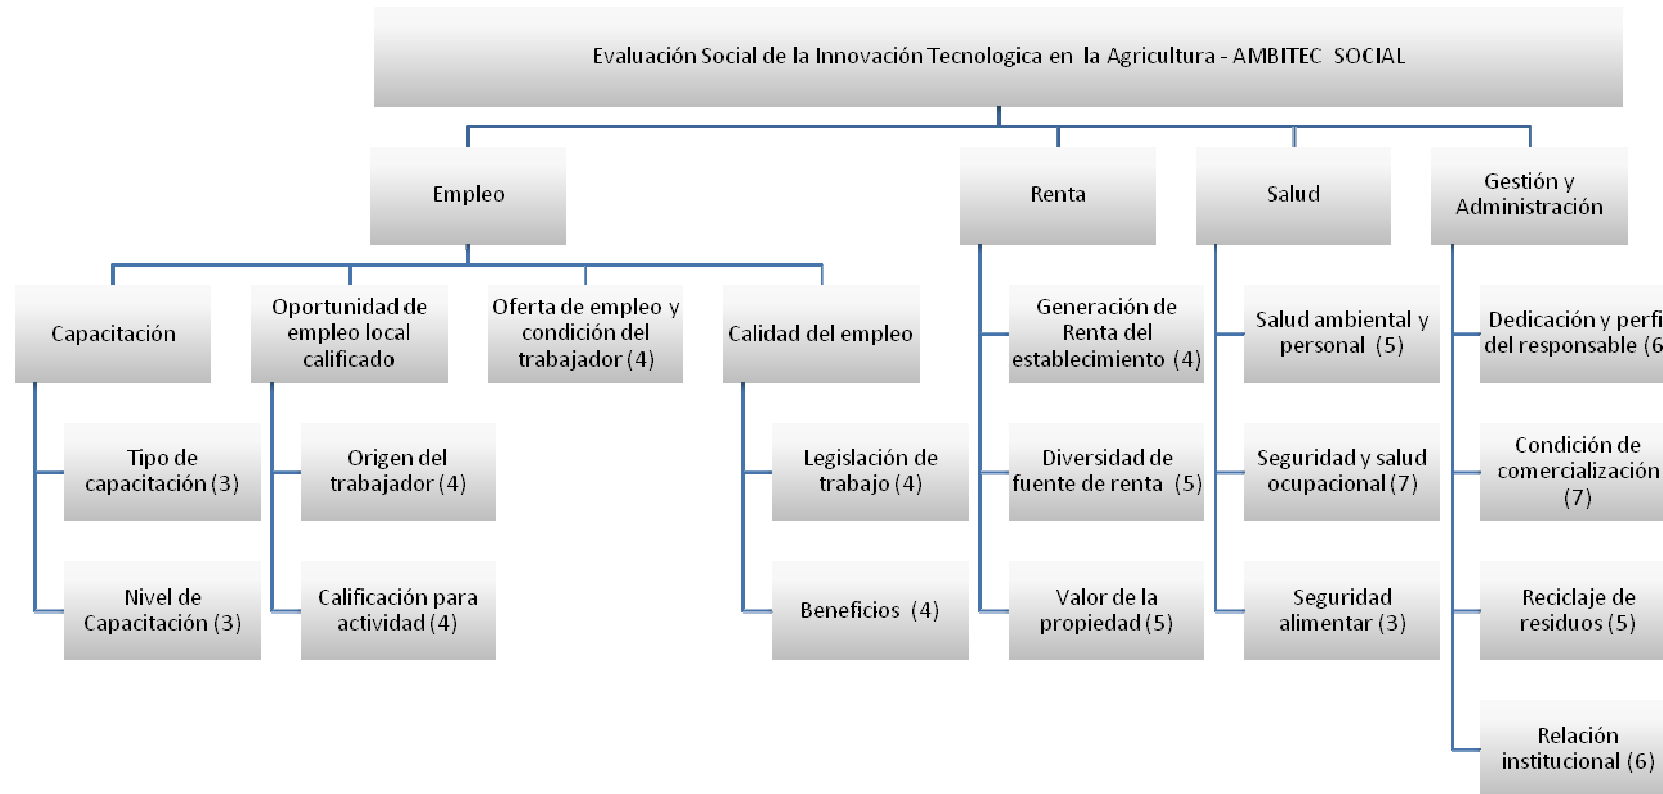 Evaluación Social de la Innovación Tecnologica en la Agricultura - AMBITEC SOCIAL
Empleo
Renta
Salud
Gestión y
Administración
Capacitación
Oportunidad de
empleo local
calificado
Oferta de empleo y
condición del
trabajador (4)
Calidad del empleo
Generación de
Renta del
establecimiento (4)
Salud ambiental y
personal (5)
Dedicación y perfi
del responsable (6
Tipo de
capacitación (3)
Origen del
trabajador (4)
Legislación de
trabajo (4)
Diversidad de
fuente de renta (5)
Seguridad y salud
ocupacional (7)
Condición de
comercialización
(7)
Nivel de
Capacitación (3)
Calificación para
actividad (4)
Beneficios (4)
Valor de la
propiedad (5)
Seguridad
alimentar (3)
Reciclaje de
residuos (5)
Relación
institucional (6)